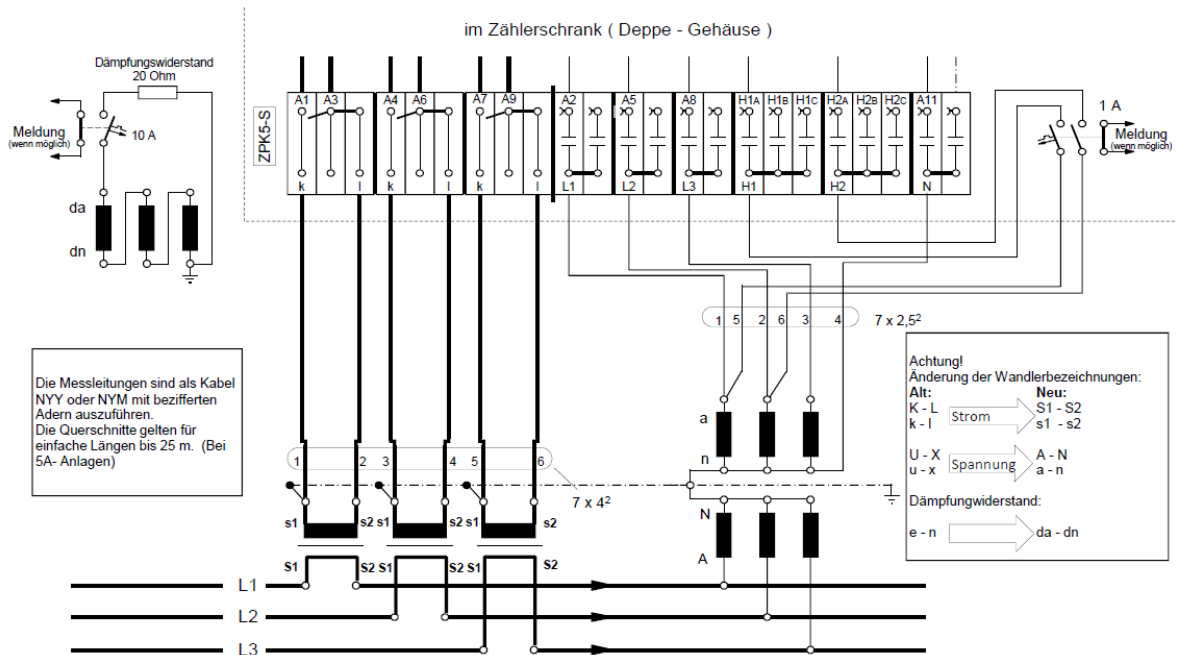 im Zählerschrank ( Deppe - Gehäuse )
Dämpfungswiderstand
20 Ohm
Meldung
(wenn möglich)
10 A
da
dn
ZPK5-S
A1 A3 A4 A6 A7 A9 A2 A5 A8 H1A H1B H1C H2A H2B H2C A11
k l k l k l L1 L2 L3 H1 H2 N
1 A
Meldung
(wenn möglich)
1 5 2 6 3 4 7 x 2,5²
Die Messleitungen sind als Kabel
NYY oder NYM mit bezifferten
Adern auszuführen.
Die Querschnitte gelten für
einfache Längen bis 25 m. (Bei
5A- Anlagen)
Achtung!
Änderung der Wandlerbezeichnungen:
Alt: Neu:
K - L Strom S1 - S2
k - l s1 - s2
U - X Spannung A - N
u - x a - n
Dämpfungwiderstand:
e - n da - dn
a
n
1 2 3 4 5 6
7 x 4²
s1 s2 s1 s2 s1 s2
N
A
S1 S2 S1 S2 S1 S2
L1
L2
L3